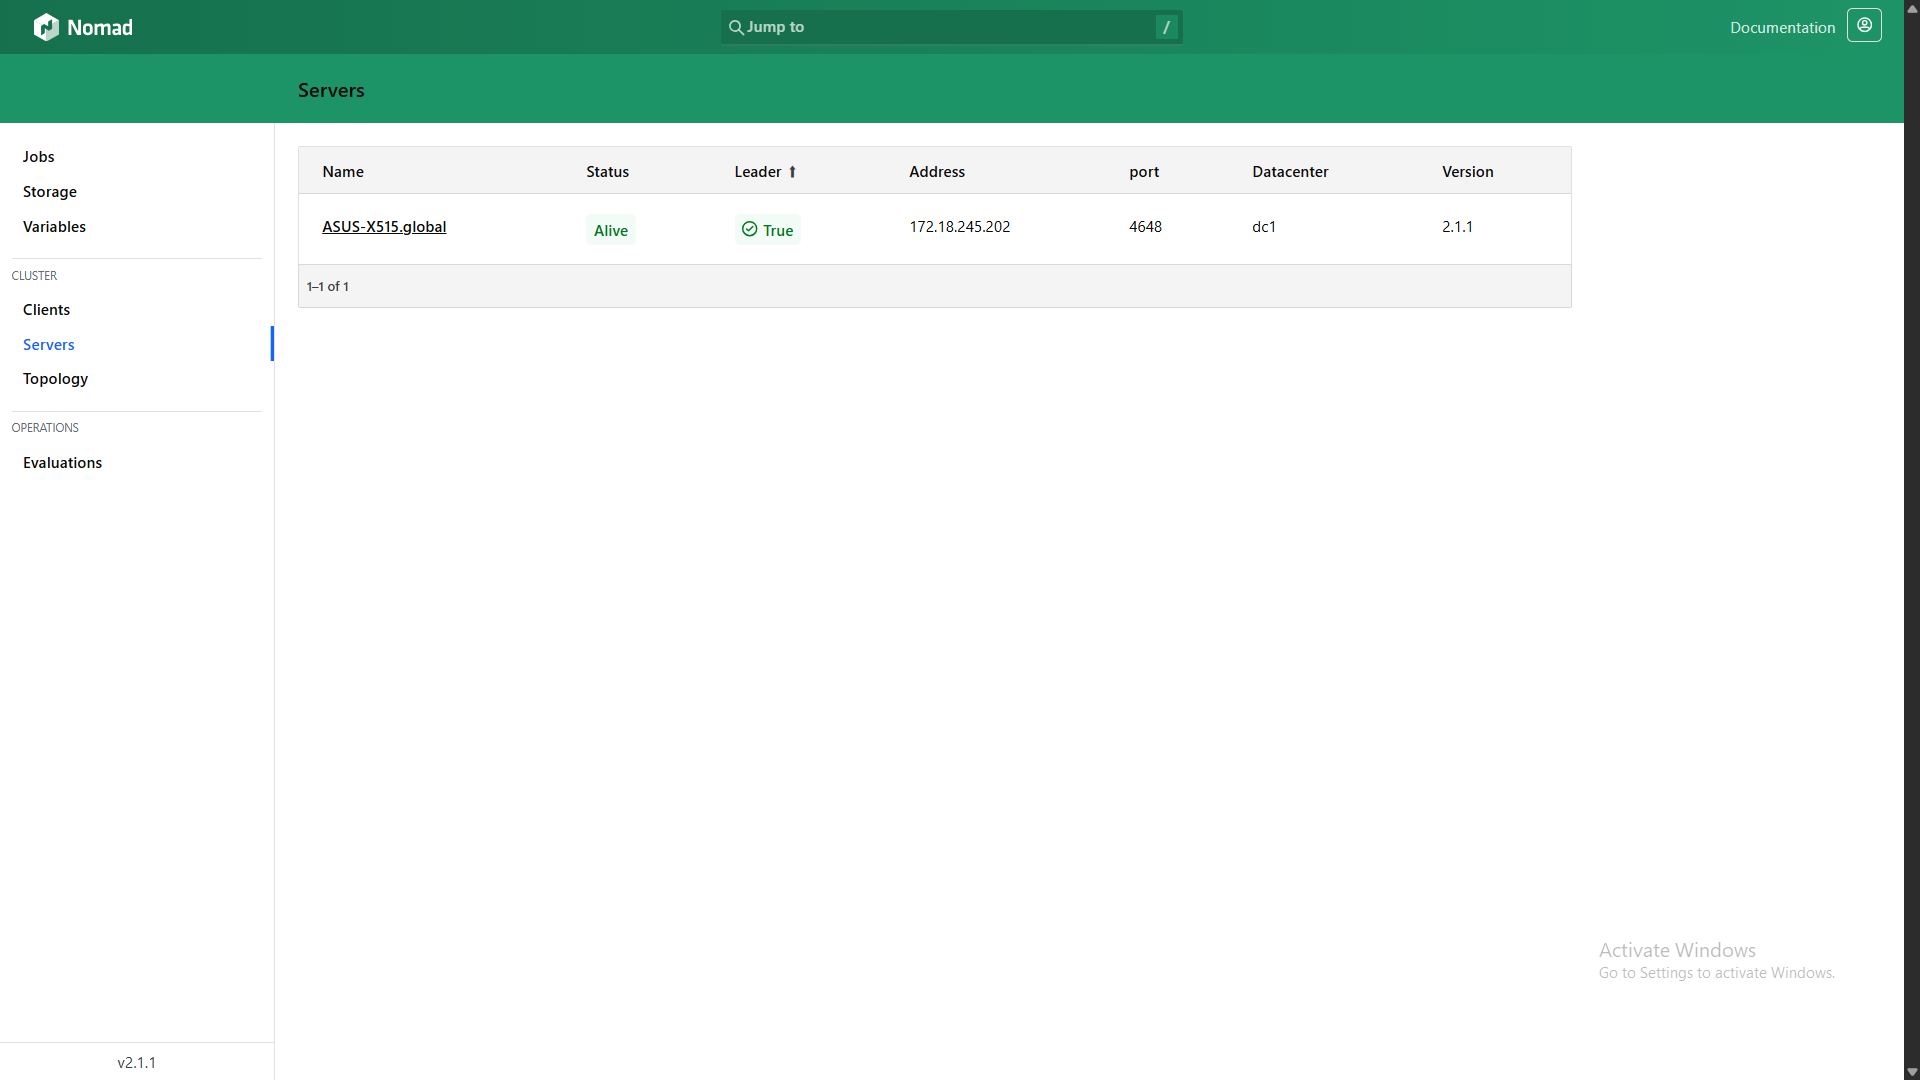 Nomad
Jump to /
Documentation
Servers
Jobs
Storage
Variables
CLUSTER
Clients
Servers
Topology
OPERATIONS
Evaluations
Name Status Leader Address port Datacenter Version
ASUS-X515.global Alive True 172.18.245.202 4648 dc1 2.1.1
1–1 of 1
Activate Windows
Go to Settings to activate Windows.
v2.1.1